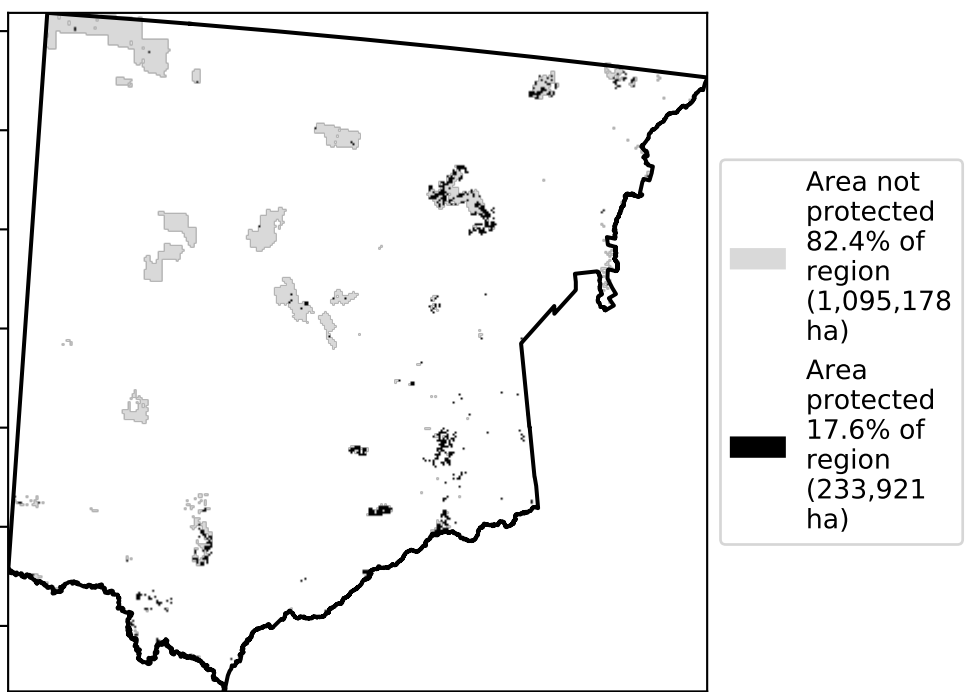 Area not
protected
82.4% of
region
(1,095,178
ha)
Area
protected
17.6% of
region
(233,921
ha)